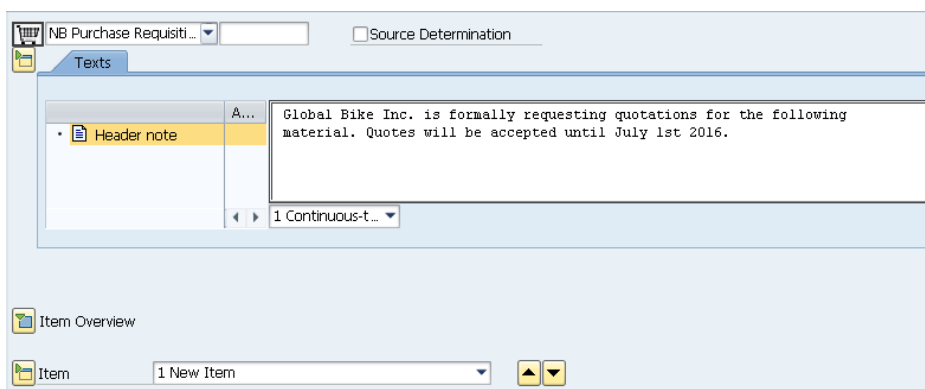 NB Purchase Requisiti...
Source Determination
Texts
A...
Header note
Global Bike Inc. is formally requesting quotations for the following
material. Quotes will be accepted until July 1st 2016.
1 Continuous-t...
Item Overview
Item
1 New Item